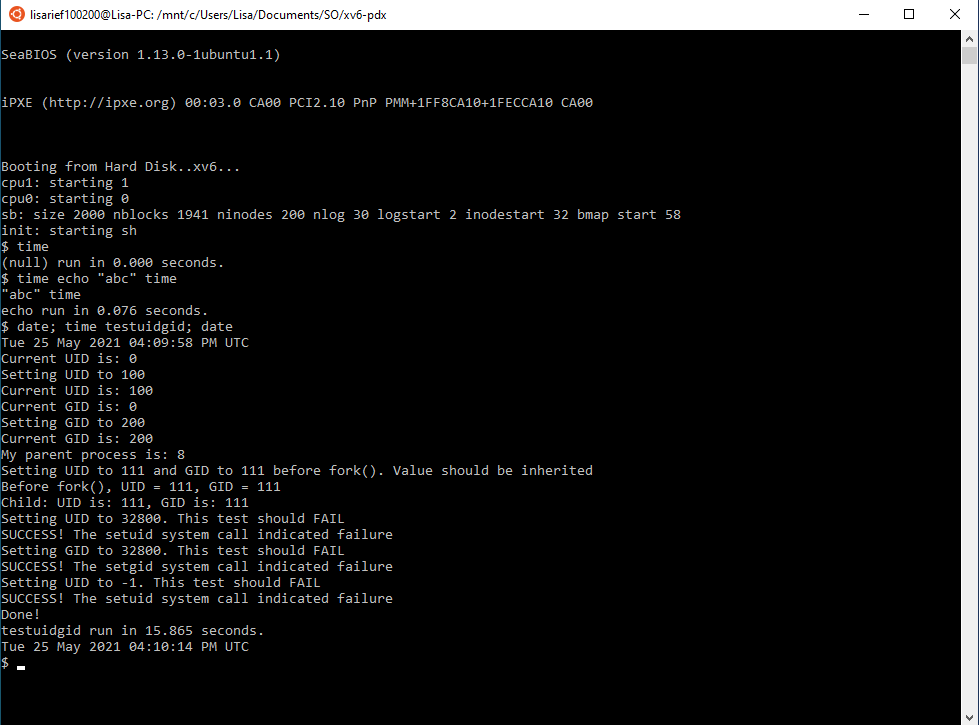 lisarief100200@Lisa-PC: /mnt/c/Users/Lisa/Documents/SO/xv6-pdx
SeaBIOS (version 1.13.0-1ubuntu1.1)
iPXE (http://ipxe.org) 00:03.0 CA00 PCI2.10 PnP PMM+1FF8CA10+1FECCA10 CA00
Booting from Hard Disk..xv6...
cpu1: starting 1
cpu0: starting 0
sb: size 2000 nblocks 1941 ninodes 200 nlog 30 logstart 2 inodestart 32 bmap start 58
init: starting sh
$ time
(null) run in 0.000 seconds.
$ time echo "abc" time
"abc" time
echo run in 0.076 seconds.
$ date; time testuidgid; date
Tue 25 May 2021 04:09:58 PM UTC
Current UID is: 0
Setting UID to 100
Current UID is: 100
Current GID is: 0
Setting GID to 200
Current GID is: 200
My parent process is: 8
Setting UID to 111 and GID to 111 before fork(). Value should be inherited
Before fork(), UID = 111, GID = 111
Child: UID is: 111, GID is: 111
Setting UID to 32800. This test should FAIL
SUCCESS! The setuid system call indicated failure
Setting GID to 32800. This test should FAIL
SUCCESS! The setgid system call indicated failure
Setting UID to -1. This test should FAIL
SUCCESS! The setuid system call indicated failure
Done!
testuidgid run in 15.865 seconds.
Tue 25 May 2021 04:10:14 PM UTC
$